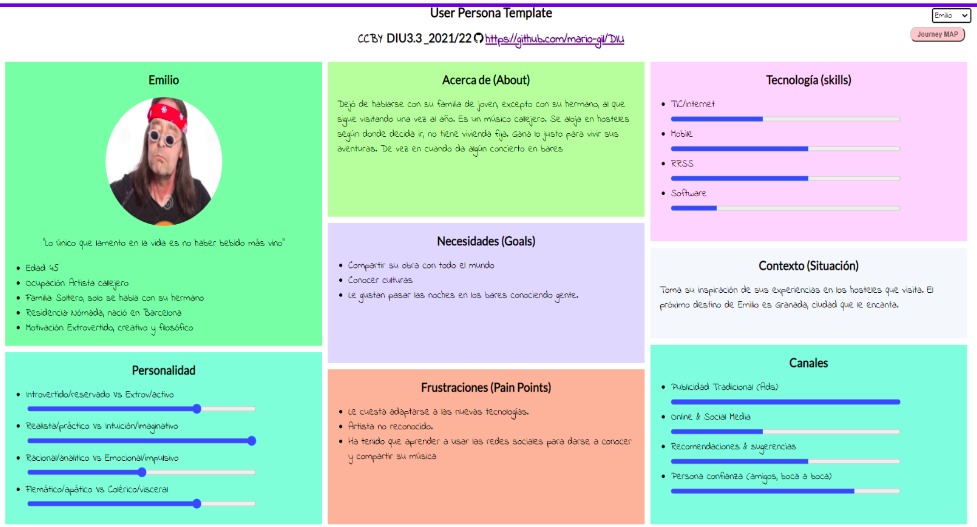 User Persona Template
CCBY DIU3.3_2021/22 https://github.com/mario-gil/DIU
Emilio
Journey MAP
Emilio
"Lo único que lamento en la vida es no haber bebido más vino"
Edad 45
Ocupación Artista callejero
Familia: Soltero, solo se habla con su hermano
Residencia Nómada, nació en Barcelona
Motivación Extrovertido, creativo y filosófico
Personalidad
Introvertido/reservado Vs Extrov/activo
Realista/práctico Vs Intuición/imaginativo
Racional/analitico Vs Emocional/impulsivo
Flemático/apático Vs Colérico/visceral
Acerca de (About)
Dejó de hablarse con su familia de joven, excepto con su hermano, al que
sigue visitando una vez al año. Es un músico callejero. Se aloja en hosteles
según donde decida ir, no tiene vivienda fija. Gana lo justo para vivir sus
aventuras. De vez en cuando da algún concierto en bares
Necesidades (Goals)
Compartir su obra con todo el mundo
Conocer culturas
Le gustan pasar las noches en los bares conociendo gente.
Frustraciones (Pain Points)
Le cuesta adaptarse a las nuevas tecnologías.
Artista no reconocido.
Ha tenido que aprender a usar las redes sociales para darse a conocer
y compartir su música
Tecnología (skills)
TIC/internet
Mobile
RRSS
Software
Contexto (Situación)
Toma su inspiración de sus experiencias en los hosteles que visita. El
próximo destino de Emilio es Granada, ciudad que le encanta.
Canales
Publicidad Tradicional (Ads)
Online & Social Media
Recomendaciones & sugerencias
Persona confianza (amigos, boca a boca)